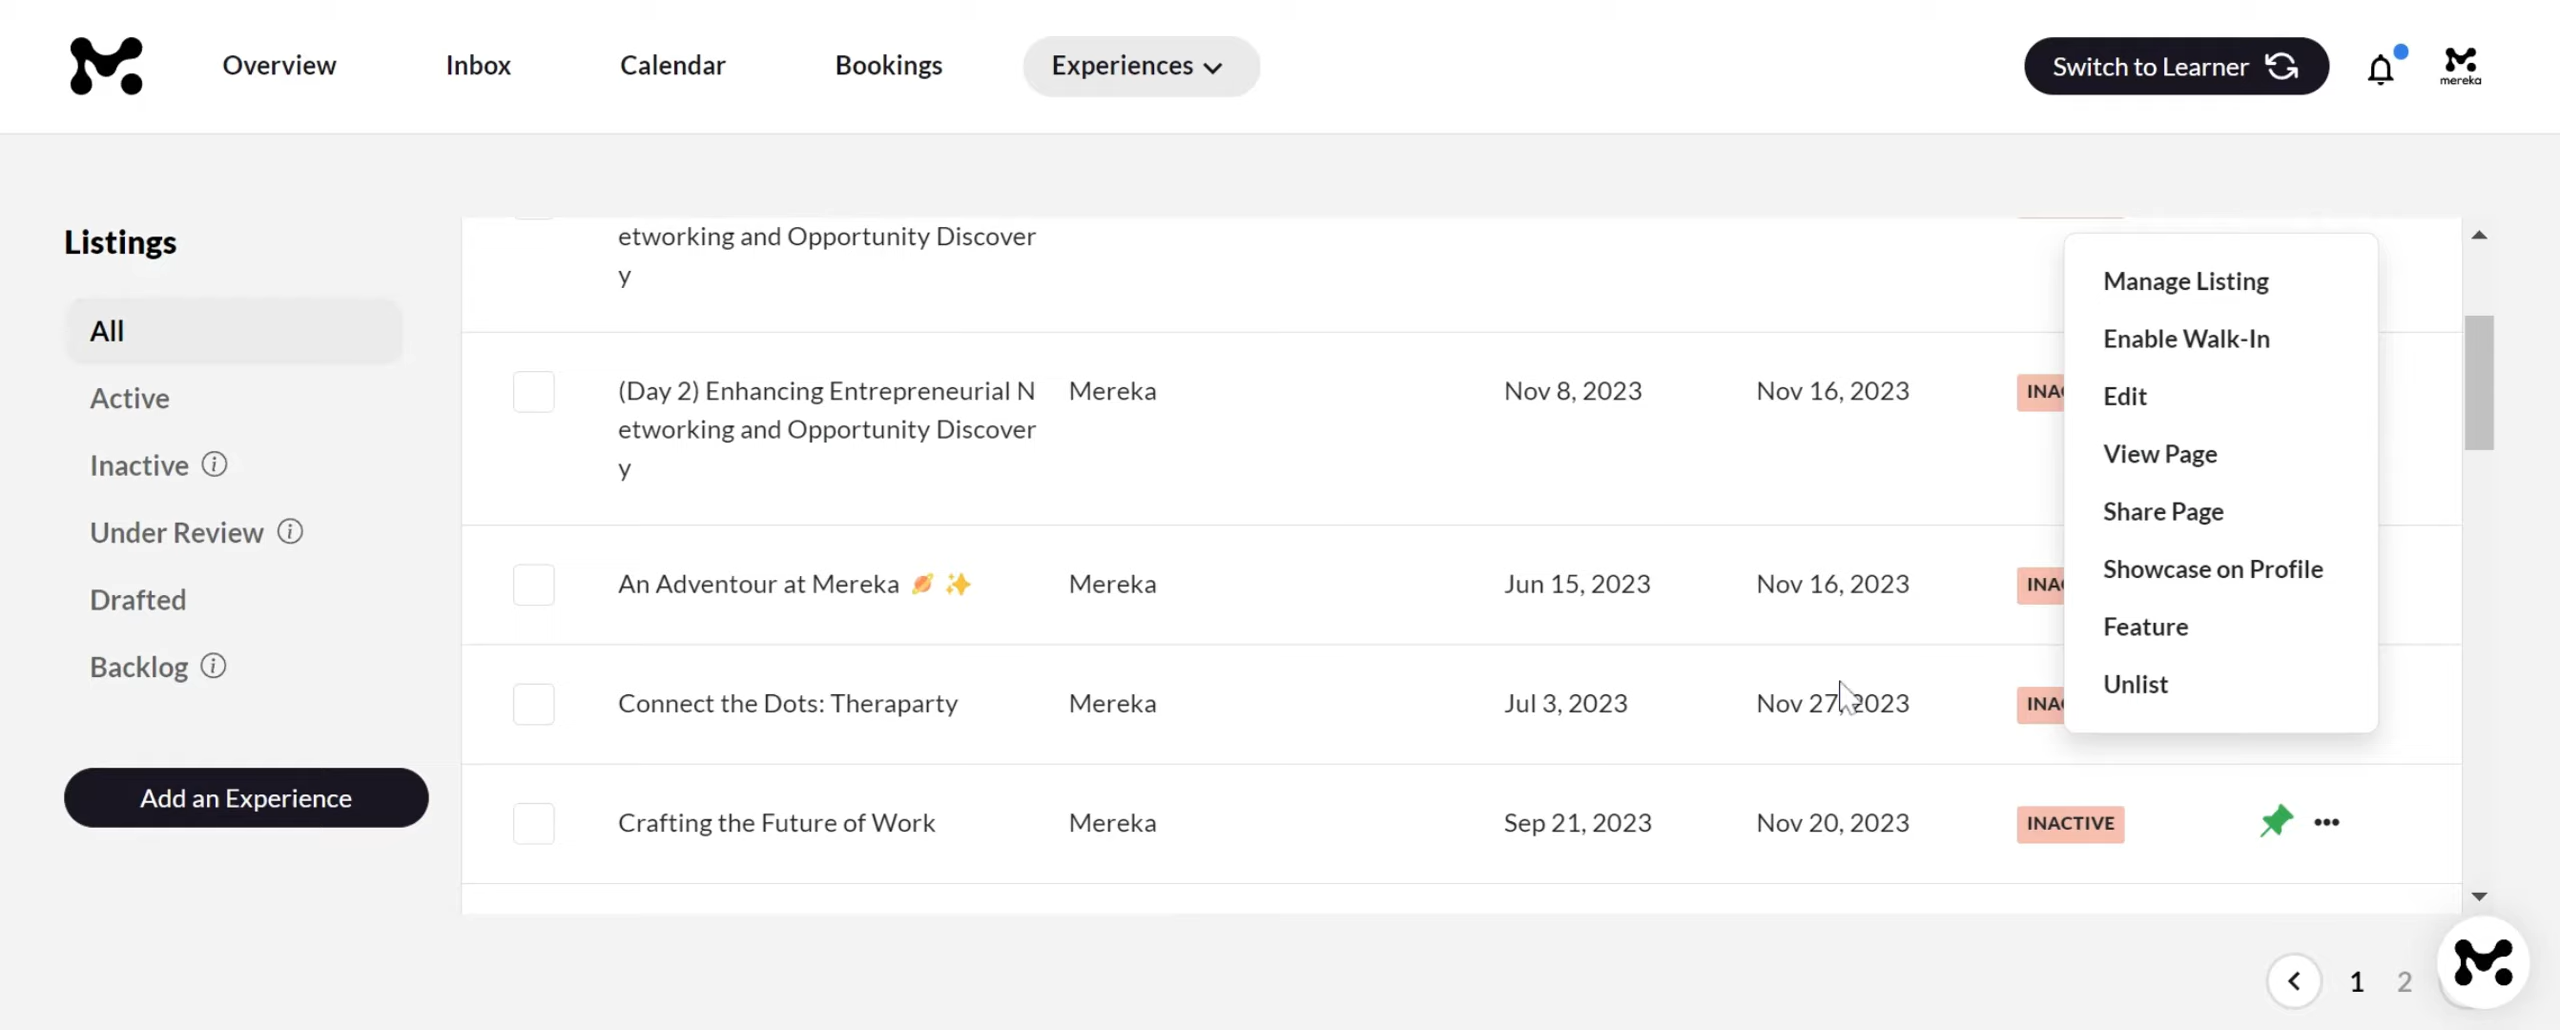 Overview
Inbox
Calendar
Bookings
Experiences
Switch to Learner
mereka
Listings
All
Active
Inactive
Under Review
Drafted
Backlog
Add an Experience
etworking and Opportunity Discover
y
(Day 2) Enhancing Entrepreneurial N
etworking and Opportunity Discover
y
Mereka
Nov 8, 2023
Nov 16, 2023
INA
An Adventour at Mereka 🪐 ✨
Mereka
Jun 15, 2023
Nov 16, 2023
INA
Connect the Dots: Theraparty
Mereka
Jul 3, 2023
Nov 27, 2023
INA
Crafting the Future of Work
Mereka
Sep 21, 2023
Nov 20, 2023
INACTIVE
Manage Listing
Enable Walk-In
Edit
View Page
Share Page
Showcase on Profile
Feature
Unlist
1
2